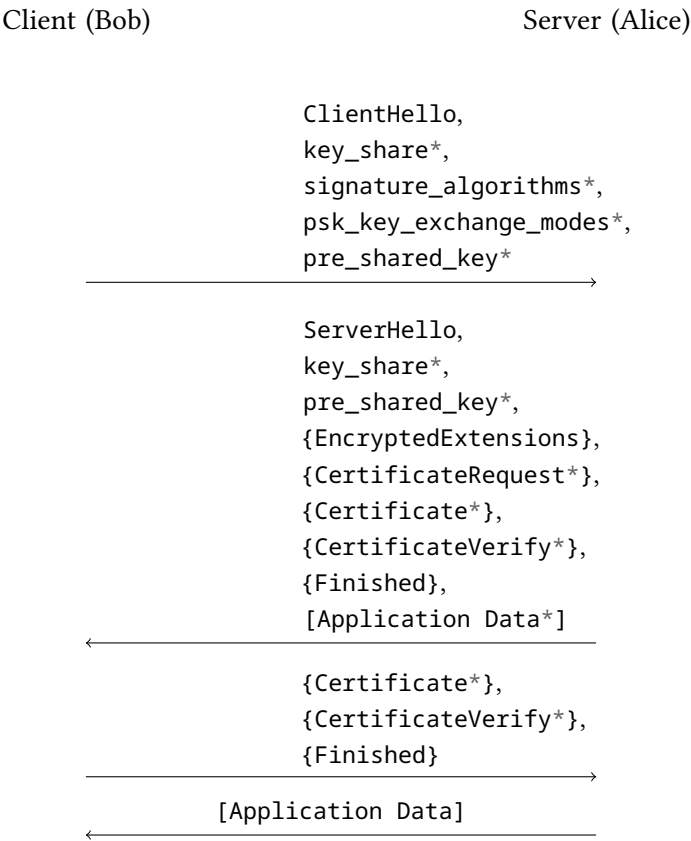 Client (Bob) Server (Alice)
ClientHello,
key_share*,
signature_algorithms*,
psk_key_exchange_modes*,
pre_shared_key*
ServerHello,
key_share*,
pre_shared_key*,
{EncryptedExtensions},
{CertificateRequest*},
{Certificate*},
{CertificateVerify*},
{Finished},
[Application Data*]
{Certificate*},
{CertificateVerify*},
{Finished}
[Application Data]